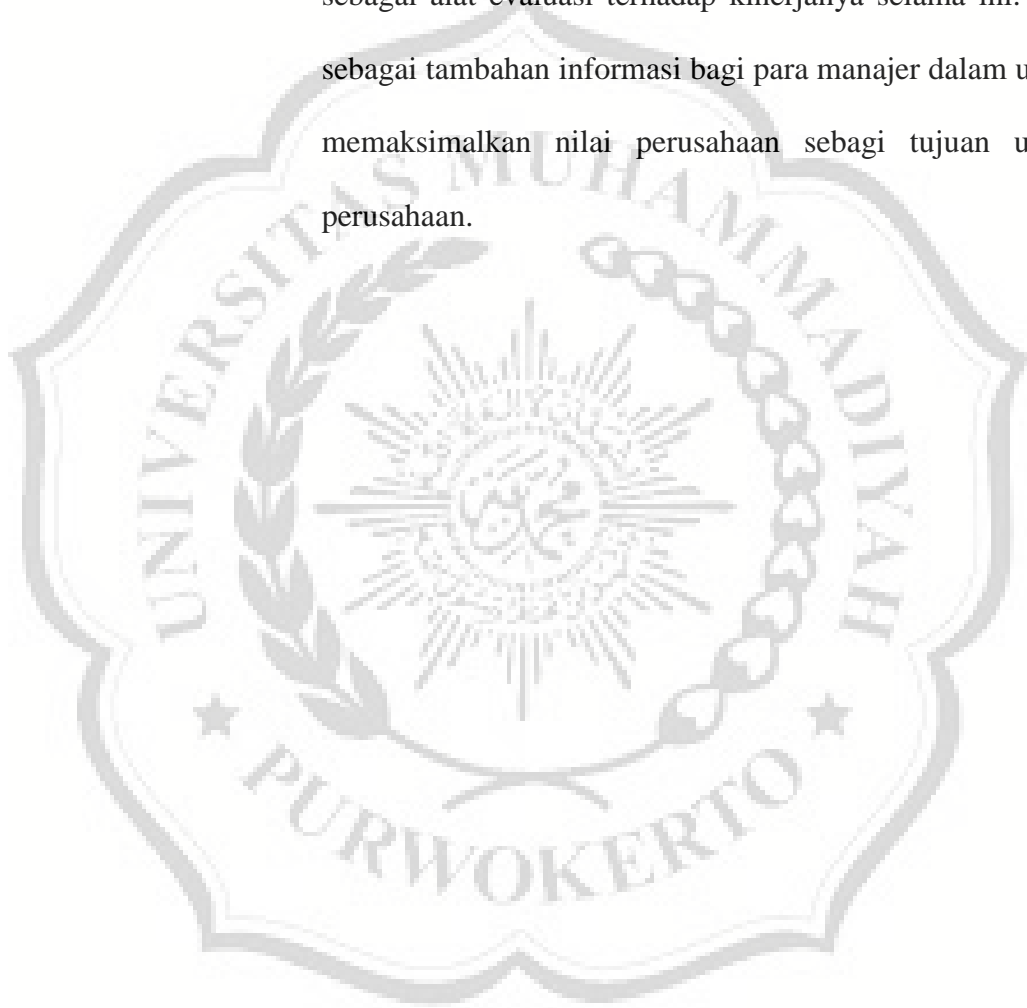 sebagai alat evaluasi terhadap kinerjanya selama ini.
sebagai tambahan informasi bagi para manajer dalam u
memaksimalkan nilai perusahaan sebagi tujuan u
perusahaan.
UNIVERSITAS MUHAMMADIYAH
PURWOKERTO